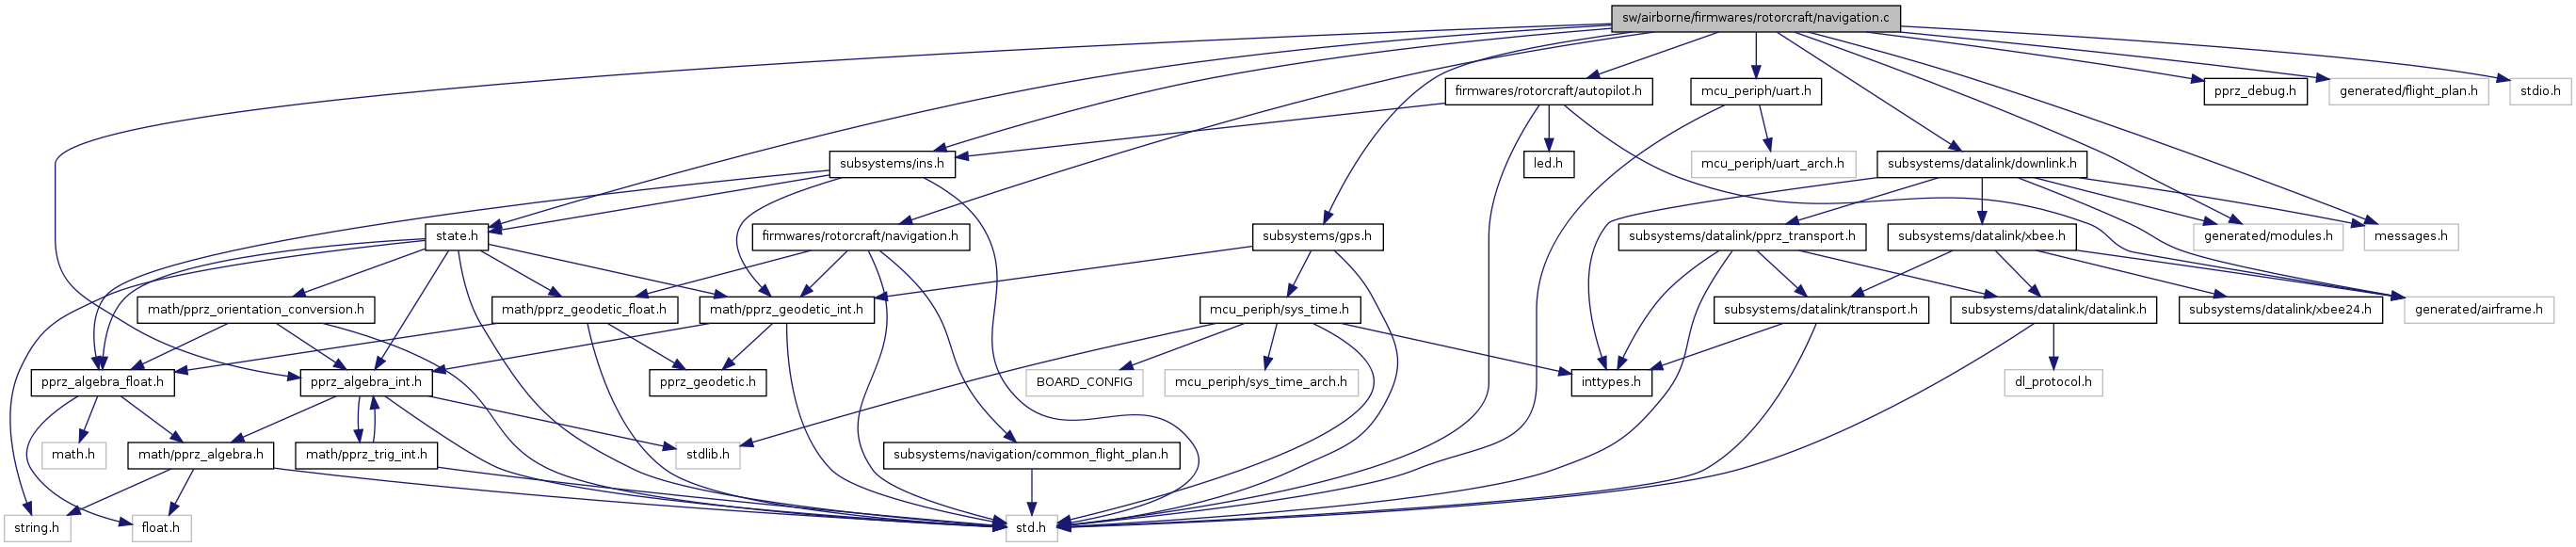 sw/airborne/firmwares/rotorcraft/navigation.c
firmwares/rotorcraft/autopilot.h
mcu_periph/uart.h
pprz_debug.h
generated/flight_plan.h
stdio.h
subsystems/ins.h
led.h
mcu_periph/uart_arch.h
subsystems/datalink/downlink.h
state.h
firmwares/rotorcraft/navigation.h
subsystems/gps.h
subsystems/datalink/pprz_transport.h
subsystems/datalink/xbee.h
generated/modules.h
messages.h
math/pprz_orientation_conversion.h
math/pprz_geodetic_float.h
math/pprz_geodetic_int.h
mcu_periph/sys_time.h
subsystems/datalink/transport.h
subsystems/datalink/datalink.h
subsystems/datalink/xbee24.h
generated/airframe.h
pprz_algebra_float.h
pprz_algebra_int.h
pprz_geodetic.h
BOARD_CONFIG
mcu_periph/sys_time_arch.h
inttypes.h
dl_protocol.h
math.h
math/pprz_algebra.h
math/pprz_trig_int.h
stdlib.h
subsystems/navigation/common_flight_plan.h
string.h
float.h
std.h